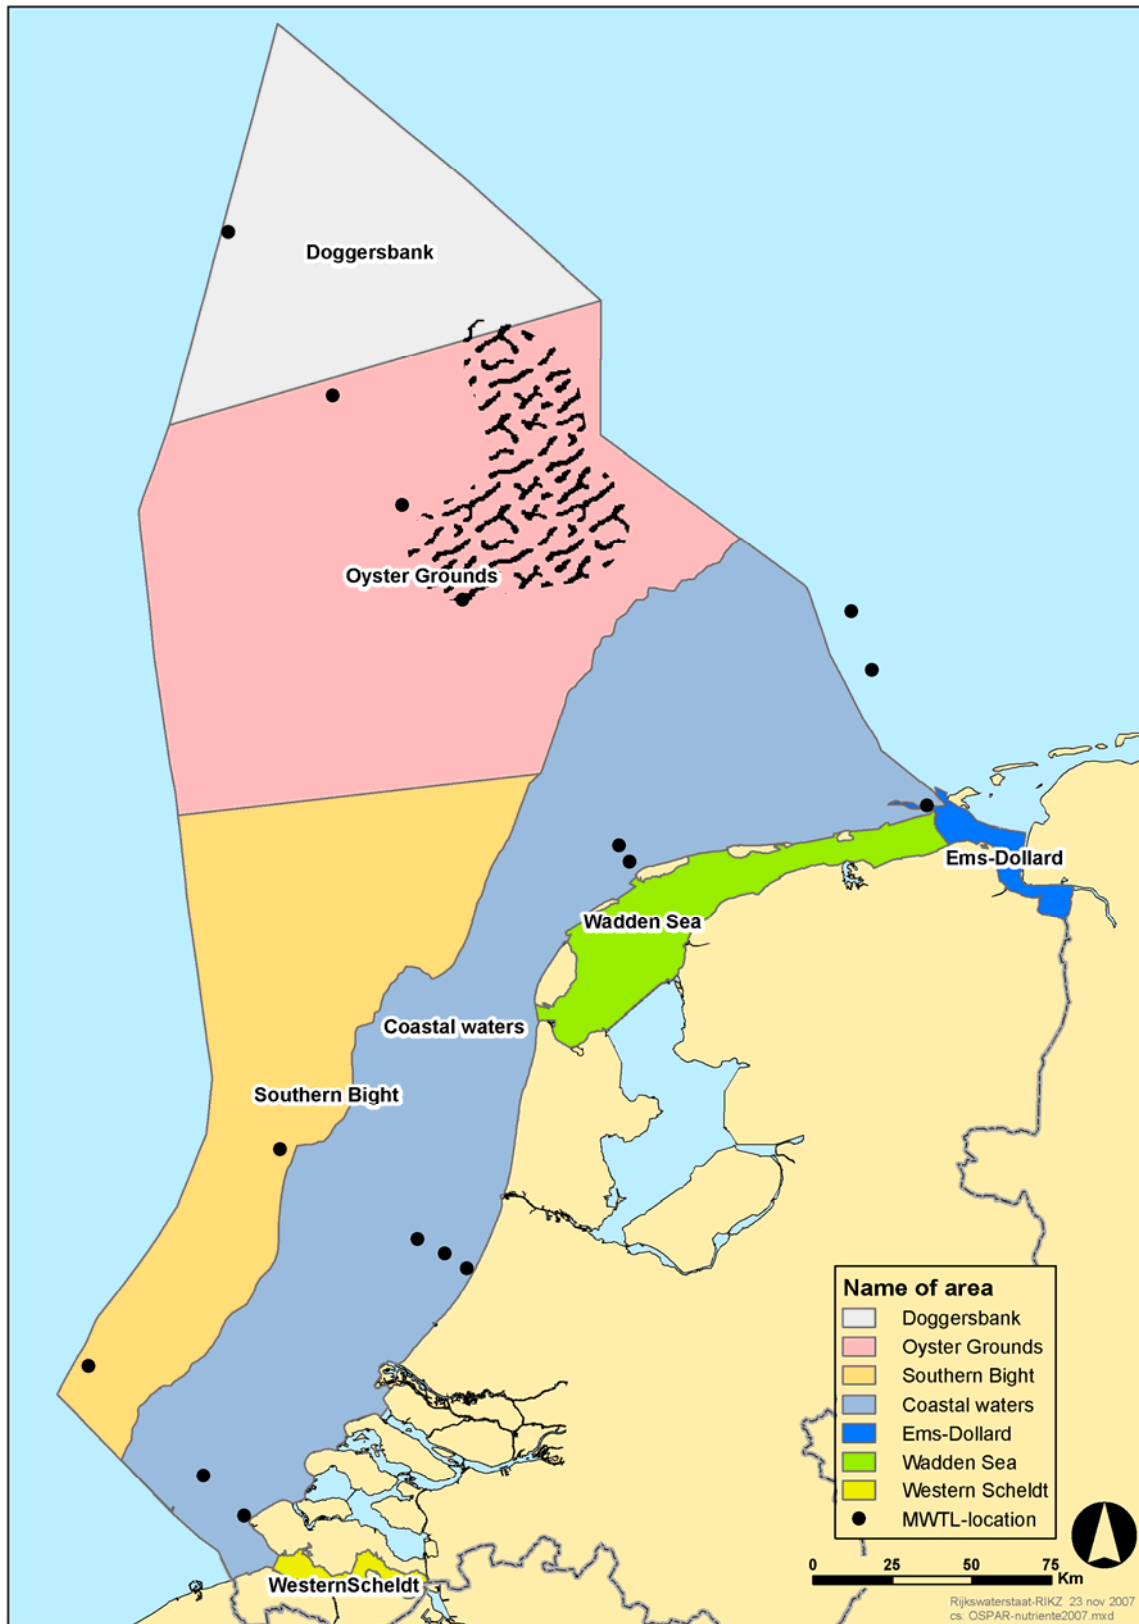 Doggersbank
Oyster Grounds
Ems-Dollard
Wadden Sea
Coastal waters
Southern Bight
WesternScheldt
Name of area
Doggersbank
Oyster Grounds
Southern Bight
Coastal waters
Ems-Dollard
Wadden Sea
Western Scheldt
MWTL-location
0 25 50 75
Km
Rijkswaterstaat-RIKZ 23 nov 2007
cs: OSPAR-nutriente2007.mxd